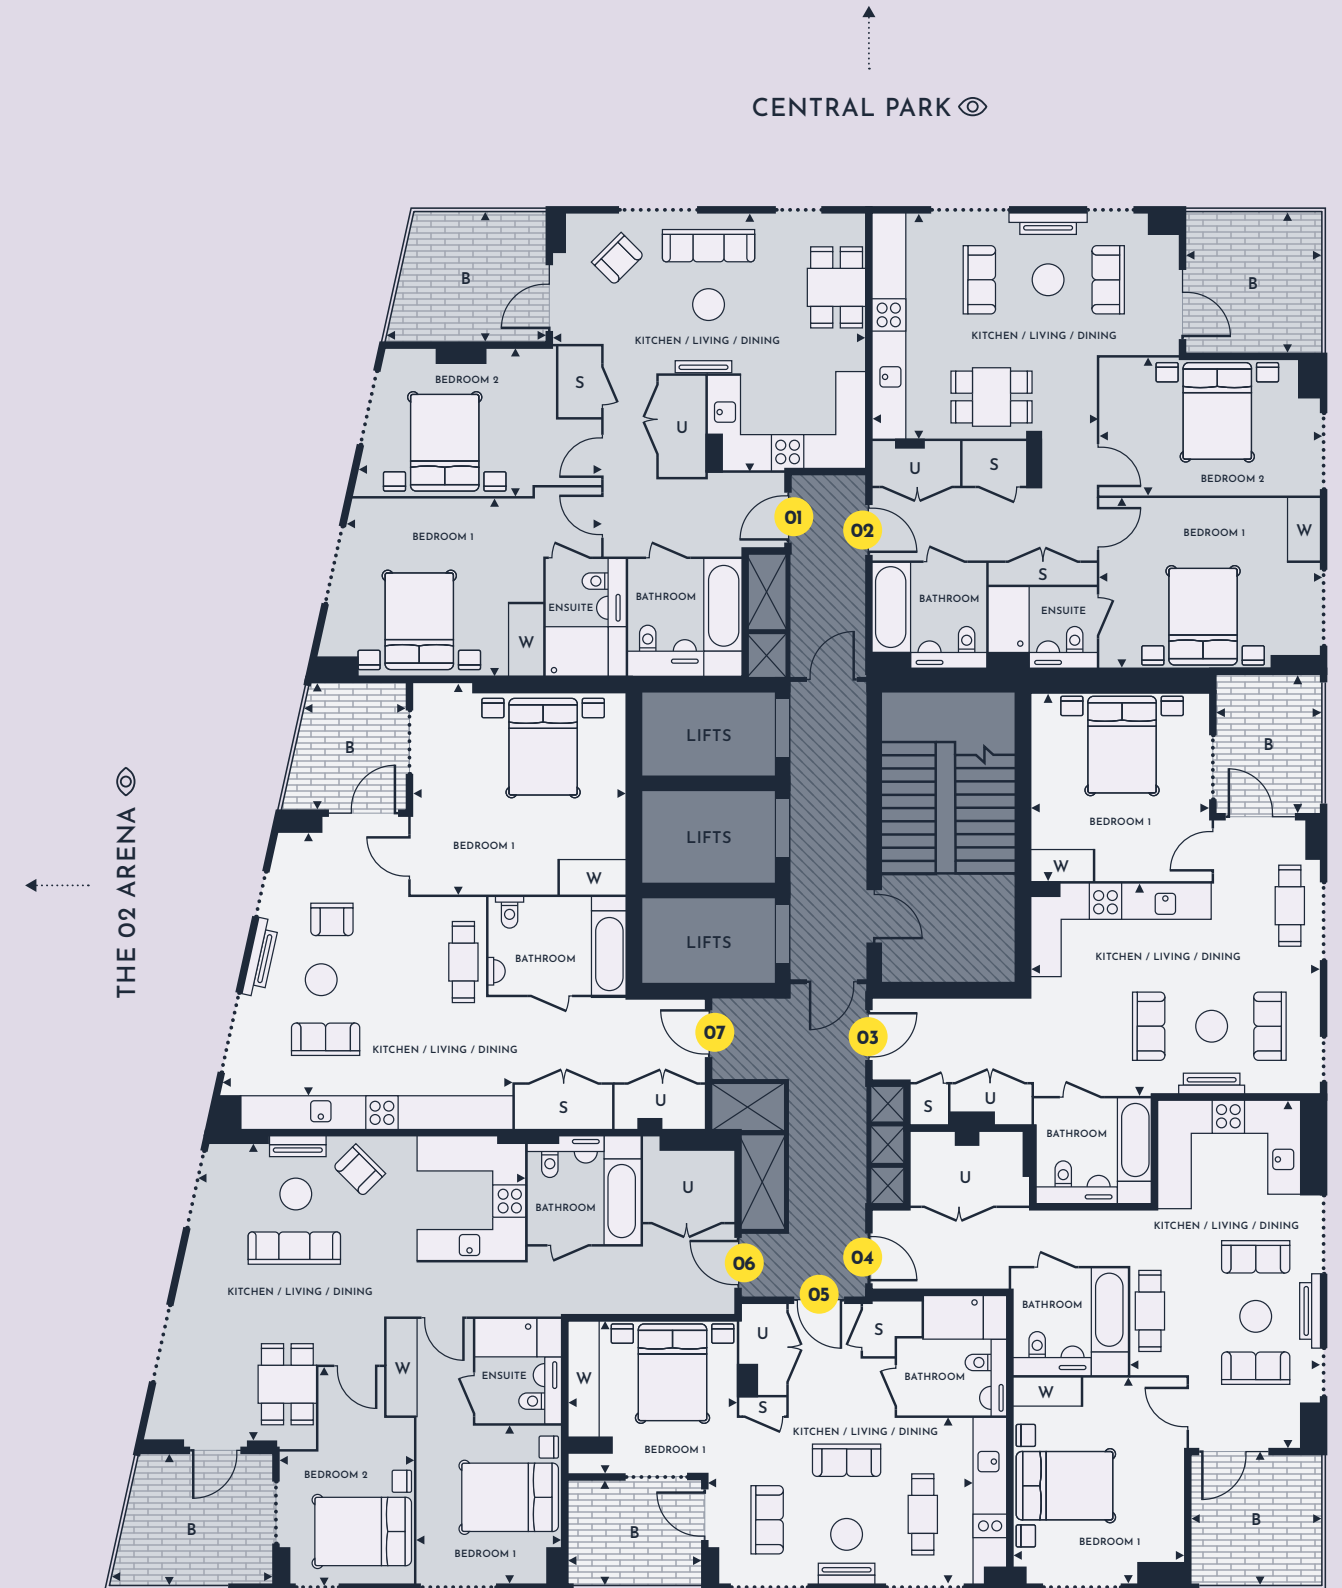 CENTRAL PARK
B
B
KITCHEN / LIVING / DINING
KITCHEN / LIVING / DINING
BEDROOM 2
S
U
U
S
BEDROOM 2
01
02
BEDROOM 1
BEDROOM 1
W
S
ENSUITE
BATHROOM
BATHROOM
ENSUITE
W
LIFTS
B
B
THE O2 ARENA
BEDROOM 1
LIFTS
BEDROOM 1
W
W
LIFTS
BATHROOM
KITCHEN / LIVING / DINING
07
03
KITCHEN / LIVING / DINING
S
U
S
U
BATHROOM
U
U
BATHROOM
KITCHEN / LIVING / DINING
06
04
05
KITCHEN / LIVING / DINING
BATHROOM
U
S
W
ENSUITE
W
BATHROOM
W
S
KITCHEN / LIVING / DINING
BEDROOM 1
BEDROOM 2
B
B
B
BEDROOM 1
BEDROOM 1